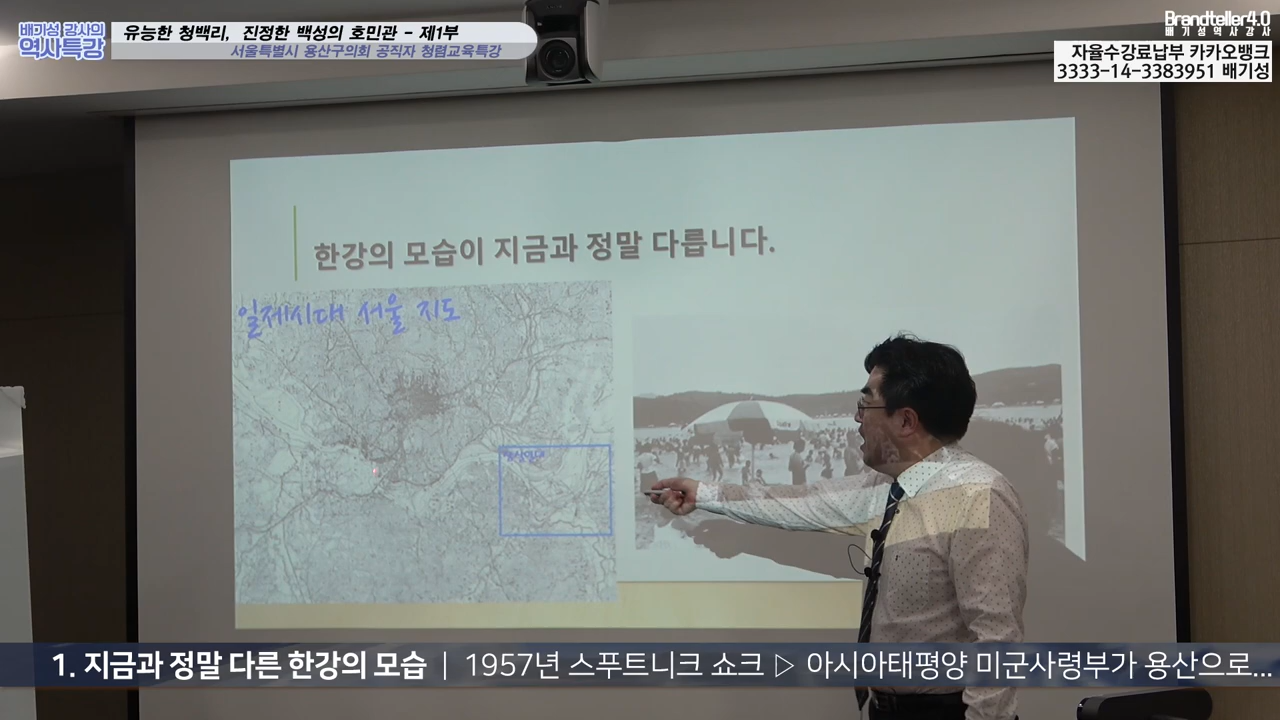 배기성 강사의
역사특강
유능한 청백리, 진정한 백성의 호민관 - 제1부
서울특별시 용산구의회 공직자 청렴교육특강
Brandteller4.0
배기성역사강사
자율수강료납부 카카오뱅크
3333-14-3383951 배기성
한강의 모습이 지금과 정말 다릅니다.
일제시대 서울 지도
1. 지금과 정말 다른 한강의 모습 | 1957년 스푸트니크 쇼크 ▷ 아시아태평양 미군사령부가 용산으로...